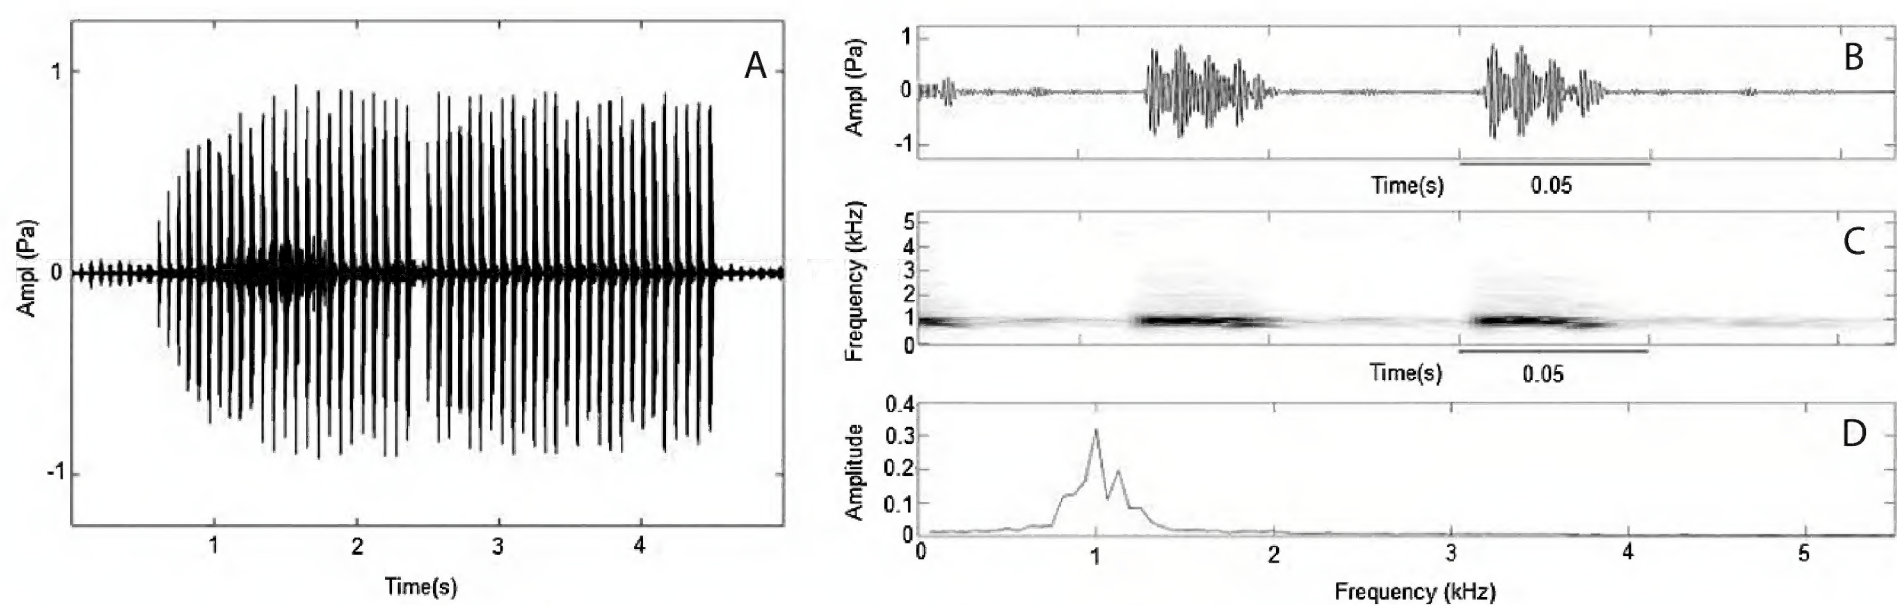 A
1
0
-1
Ampl (Pa)
1 2 3 4
Time(s)
B
1
0
-1
Ampl (Pa)
Time(s) 0.05
C
5
4
3
2
1
0
Frequency (kHz)
Time(s) 0.05
D
0.4
0.3
0.2
0.1
0
Amplitude
0 1 2 3 4 5
Frequency (kHz)